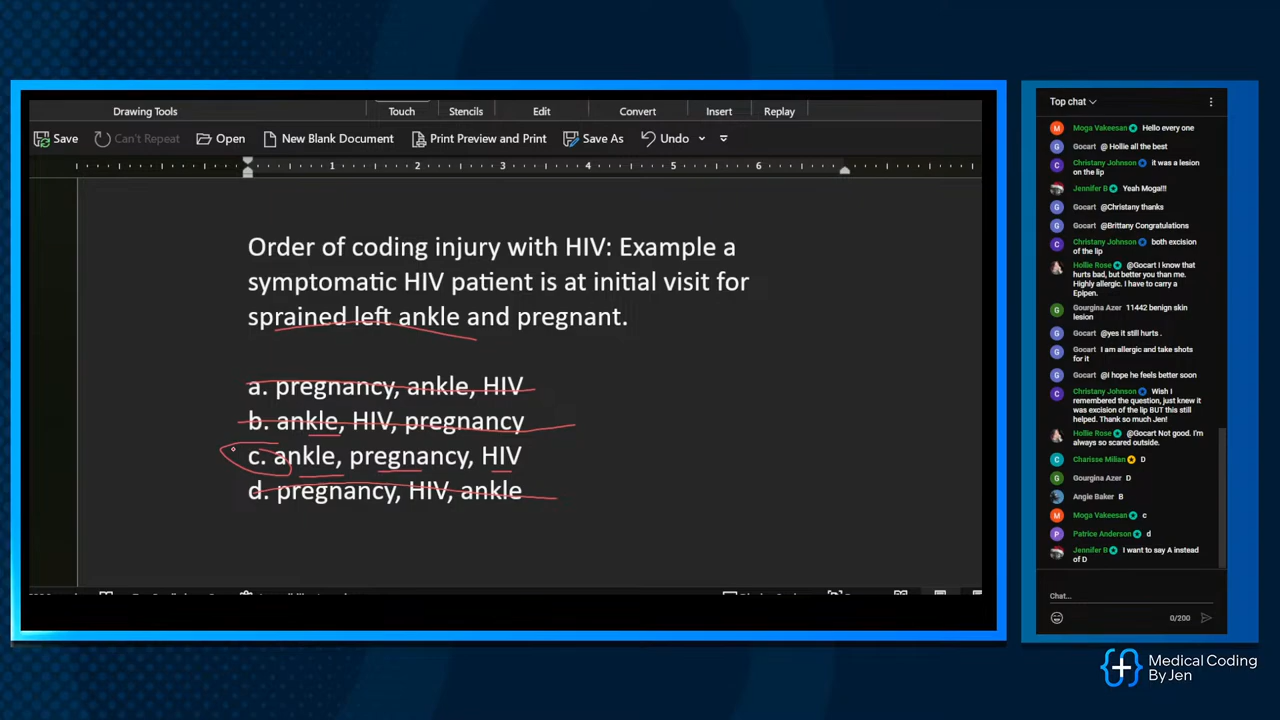 Drawing Tools
Touch
Stencils
Edit
Convert
Insert
Replay
Save
Can't Repeat
Open
New Blank Document
Print Preview and Print
Save As
Undo
1 2 3 4 5 6
Order of coding injury with HIV: Example a
symptomatic HIV patient is at initial visit for
sprained left ankle and pregnant.
a. pregnancy, ankle, HIV
b. ankle, HIV, pregnancy
c. ankle, pregnancy, HIV
d. pregnancy, HIV, ankle
Top chat
M Moga Vakeesan Hello every one
G Gocart @ Hollie all the best
C Christany Johnson it was a lesion
on the lip
Jennifer B Yeah Moga!!!
G Gocart @Christany thanks
G Gocart @Brittany Congratulations
C Christany Johnson both excision
of the lip
Hollie Rose @Gocart I know that
hurts bad, but better you than me.
Highly allergic. I have to carry a
Epipen.
G Gourgina Azer 11442 benign skin
lesion
G Gocart @yes it still hurts .
G Gocart I am allergic and take shots
for it
G Gocart @I hope he feels better soon
C Christany Johnson Wish I
remembered the question, just knew it
was excision of the lip BUT this still
helped. Thank so much Jen!
Hollie Rose @Gocart Not good. I'm
always so scared outside.
C Charisse Milian D
G Gourgina Azer D
Angie Baker B
M Moga Vakeesan c
P Patrice Anderson d
Jennifer B I want to say A instead
of D
Chat...
0/200
Medical Coding
By Jen